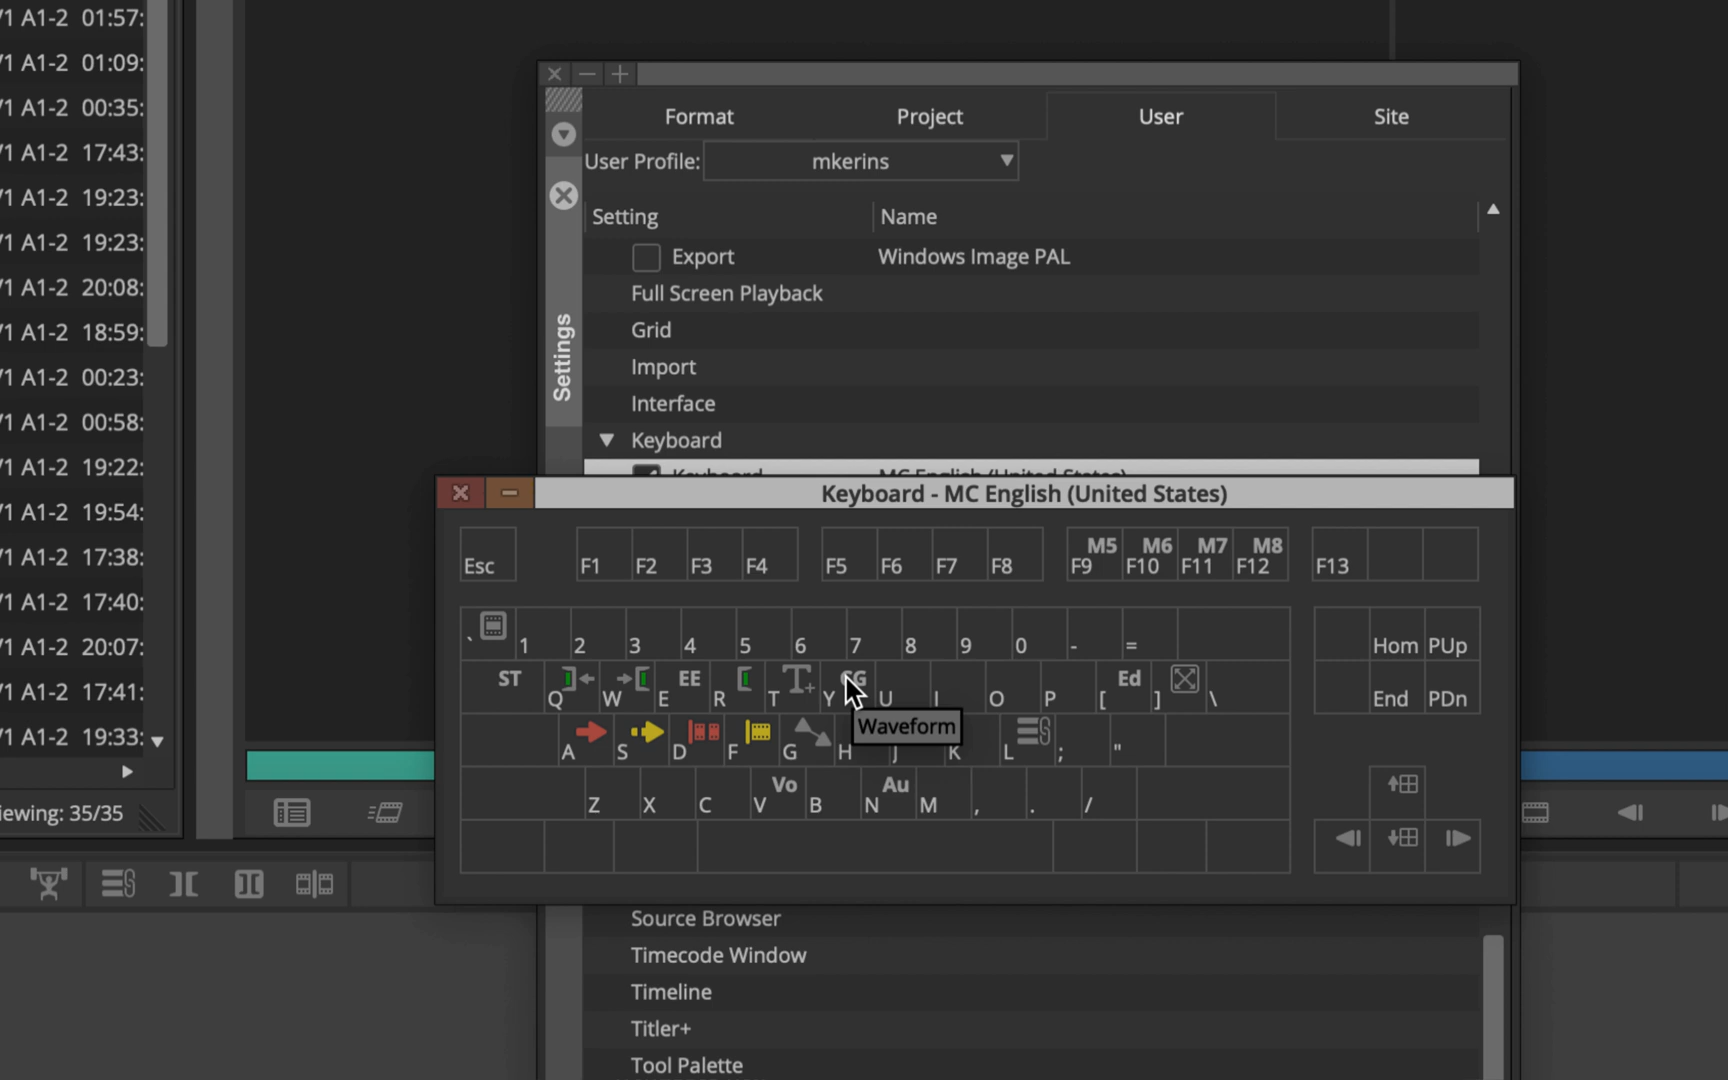 /1 A1-2 01:57:
/1 A1-2 01:09:
/1 A1-2 00:35:
/1 A1-2 17:43:
/1 A1-2 19:23:
/1 A1-2 19:23:
/1 A1-2 20:08:
/1 A1-2 18:59:
/1 A1-2 00:23:
/1 A1-2 00:58:
/1 A1-2 19:22:
/1 A1-2 19:54:
/1 A1-2 17:38:
/1 A1-2 17:40:
/1 A1-2 20:07:
/1 A1-2 17:41:
/1 A1-2 19:33:
iewing: 35/35
Format Project User Site
User Profile: mkerins
Settings
Setting Name
Export Windows Image PAL
Full Screen Playback
Grid
Import
Interface
Keyboard
Keyboard MC English (United States)
Keyboard - MC English (United States)
M5 M6 M7 M8
Esc F1 F2 F3 F4 F5 F6 F7 F8 F9 F10 F11 F12 F13
` 1 2 3 4 5 6 7 8 9 0 - = Hom PUp
ST EE Ed
Q W E R T Y U I O P [ ] \ End PDn
Waveform
A S D F G H J K L ; "
Vo Au
Z X C V B N M , . /
Source Browser
Timecode Window
Timeline
Titler+
Tool Palette